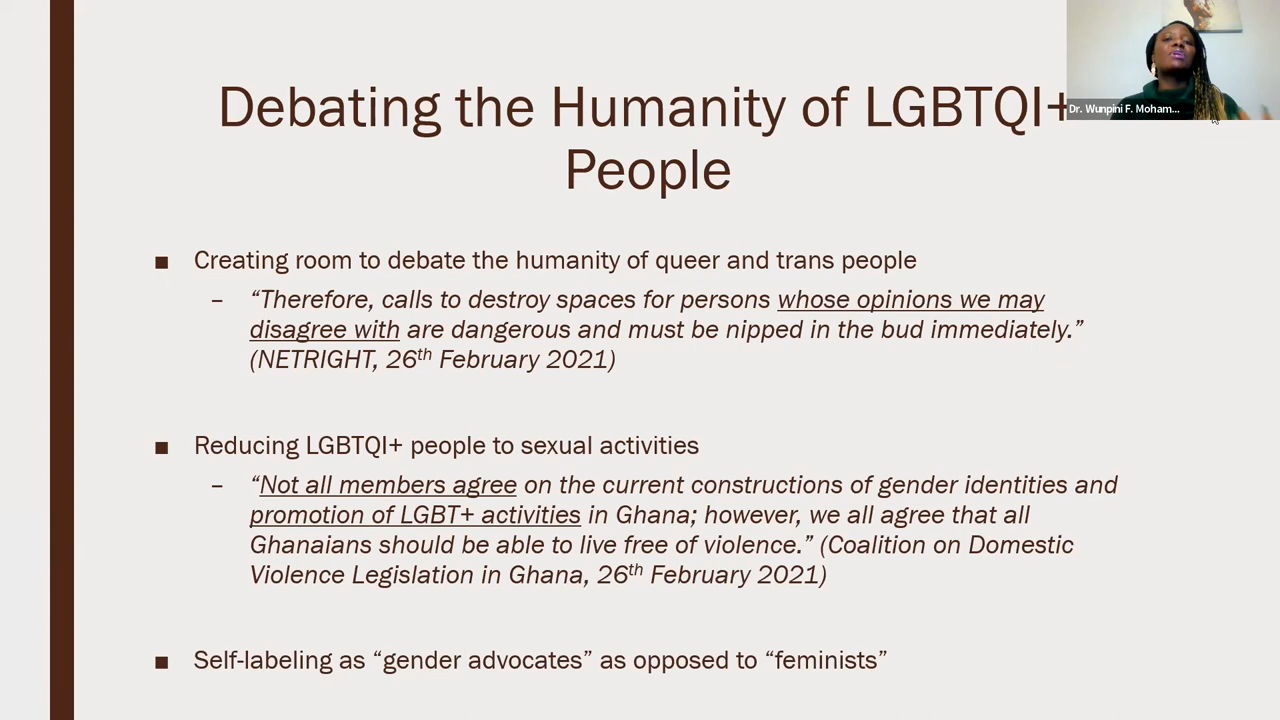 Debating the Humanity of LGBTQI+
People
Dr. Wunpini F. Moham...
■ Creating room to debate the humanity of queer and trans people
– “Therefore, calls to destroy spaces for persons whose opinions we may
disagree with are dangerous and must be nipped in the bud immediately.”
(NETRIGHT, 26th February 2021)
■ Reducing LGBTQI+ people to sexual activities
– “Not all members agree on the current constructions of gender identities and
promotion of LGBT+ activities in Ghana; however, we all agree that all
Ghanaians should be able to live free of violence.” (Coalition on Domestic
Violence Legislation in Ghana, 26th February 2021)
■ Self-labeling as “gender advocates” as opposed to “feminists”